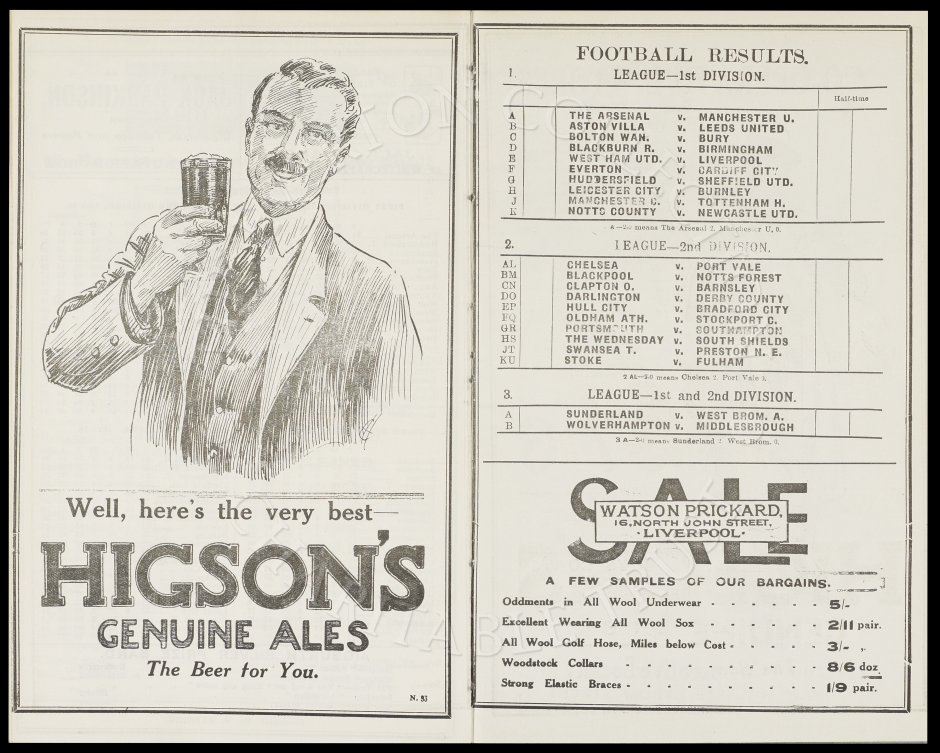 Well, here's the very best—
HIGSON'S
GENUINE ALES
The Beer for You.
N. 93
FOOTBALL RESULTS.
1. LEAGUE—1st DIVISION.
Half-time
A THE ARSENAL v. MANCHESTER U.
B ASTON VILLA v. LEEDS UNITED
C BOLTON WAN. v. BURY
D BLACKBURN R. v. BIRMINGHAM
E WEST HAM UTD. v. LIVERPOOL
F EVERTON v. CARDIFF CITY
G HUDDERSFIELD v. SHEFFIELD UTD.
H LEICESTER CITY v. BURNLEY
J MANCHESTER C. v. TOTTENHAM H.
K NOTTS COUNTY v. NEWCASTLE UTD.
A—2-0 means The Arsenal 2, Manchester U, 0.
2. LEAGUE—2nd DIVISION.
AL CHELSEA v. PORT VALE
BM BLACKPOOL v. NOTTS FOREST
CN CLAPTON O. v. BARNSLEY
DO DARLINGTON v. DERBY COUNTY
EP HULL CITY v. BRADFORD CITY
FQ OLDHAM ATH. v. STOCKPORT C.
GR PORTSMOUTH v. SOUTHAMPTON
HS THE WEDNESDAY v. SOUTH SHIELDS
JT SWANSEA T. v. PRESTON N. E.
KU STOKE v. FULHAM
2 AL—2-0 means Chelsea 2, Port Vale 0.
3. LEAGUE—1st and 2nd DIVISION.
A SUNDERLAND v. WEST BROM. A.
B WOLVERHAMPTON v. MIDDLESBROUGH
3 A—2-0 means Sunderland 2 West Brom. 0.
SALE
WATSON PRICKARD,
16, NORTH JOHN STREET,
·LIVERPOOL·
A FEW SAMPLES OF OUR BARGAINS.
Oddments in All Wool Underwear - - - - - - 5/-
Excellent Wearing All Wool Sox - - - - - - 2/11 pair.
All Wool Golf Hose, Miles below Cost - - - - - 3/- „
Woodstock Collars - - - - - - - - - - 8/6 doz
Strong Elastic Braces - - - - - - - - - - 1/9 pair.